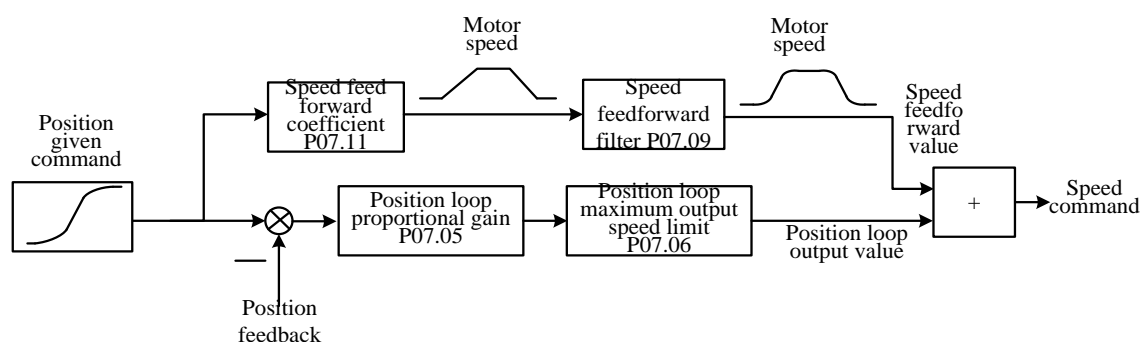 Motor
speed
Motor
speed
Position
given
command
Speed feed
forward
coefficient
P07.11
Speed
feedforward
filter P07.09
Speed
feedfo
rward
value
Position loop
proportional gain
P07.05
Position loop
maximum output
speed limit
P07.06
+
Speed
command
Position loop
output value
Position
feedback